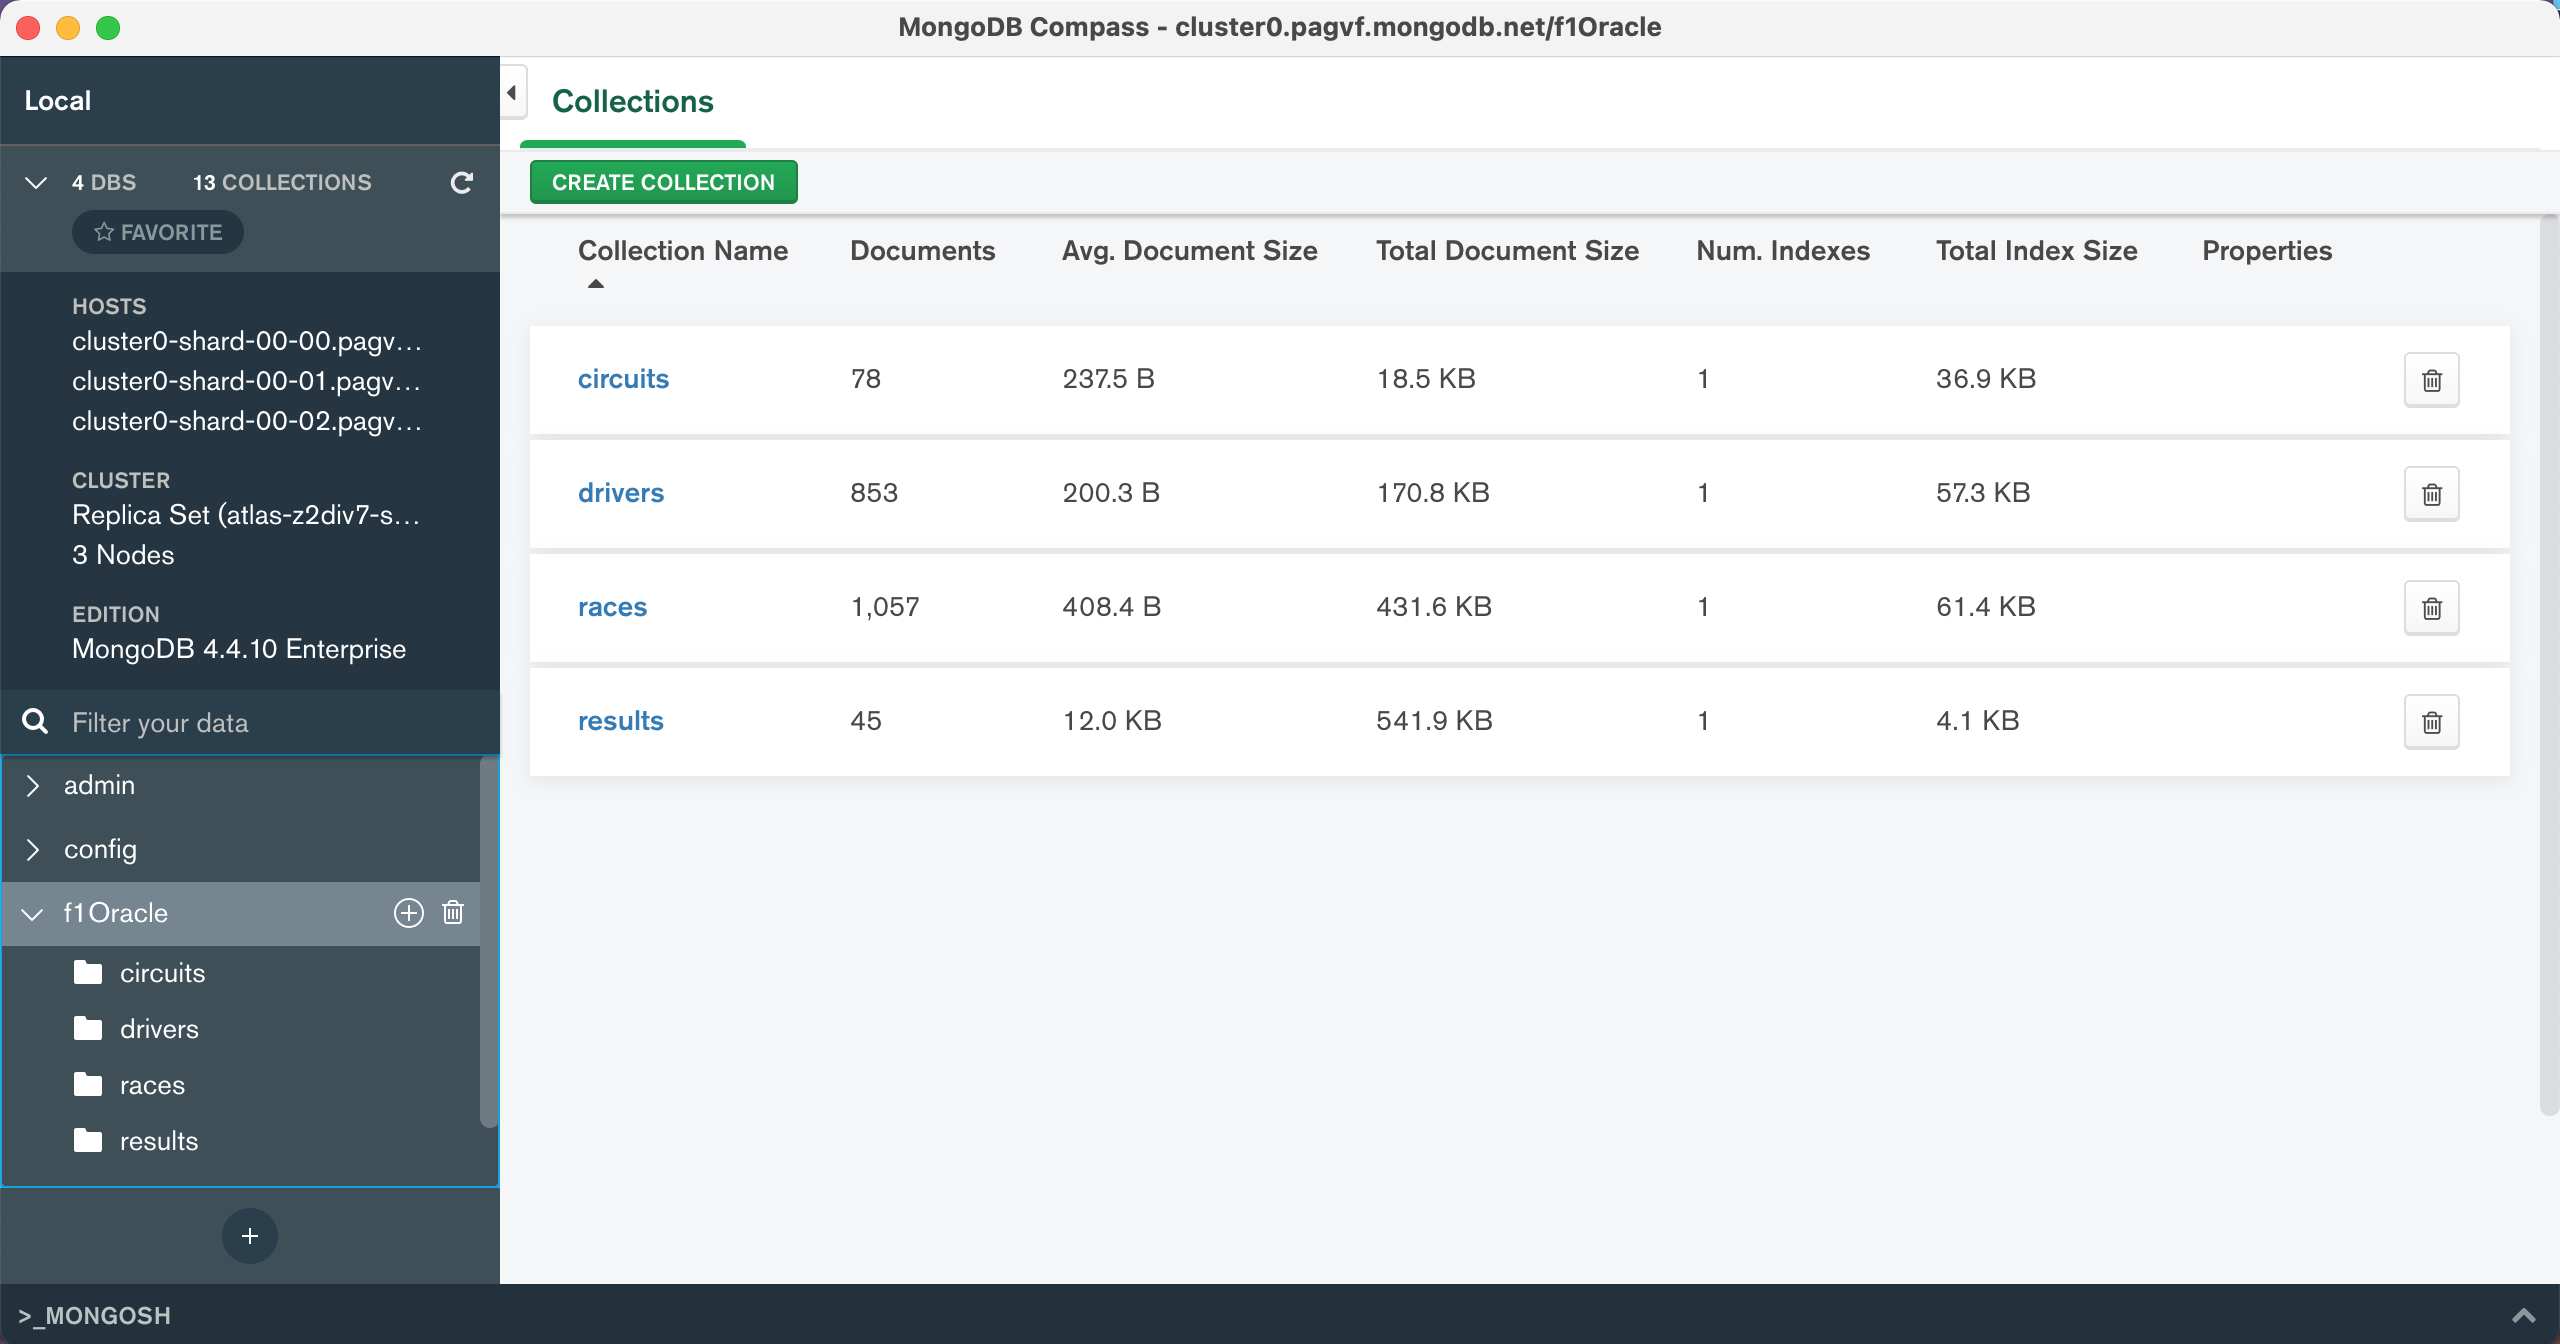 MongoDB Compass - cluster0.pagvf.mongodb.net/f1Oracle
Local
4 DBS 13 COLLECTIONS
FAVORITE
HOSTS
cluster0-shard-00-00.pagv...
cluster0-shard-00-01.pagv...
cluster0-shard-00-02.pagv...
CLUSTER
Replica Set (atlas-z2div7-s...
3 Nodes
EDITION
MongoDB 4.4.10 Enterprise
Filter your data
admin
config
f1Oracle
circuits
drivers
races
results
+
Collections
CREATE COLLECTION
Collection Name Documents Avg. Document Size Total Document Size Num. Indexes Total Index Size Properties
circuits 78 237.5 B 18.5 KB 1 36.9 KB
drivers 853 200.3 B 170.8 KB 1 57.3 KB
races 1,057 408.4 B 431.6 KB 1 61.4 KB
results 45 12.0 KB 541.9 KB 1 4.1 KB
>_MONGOSH